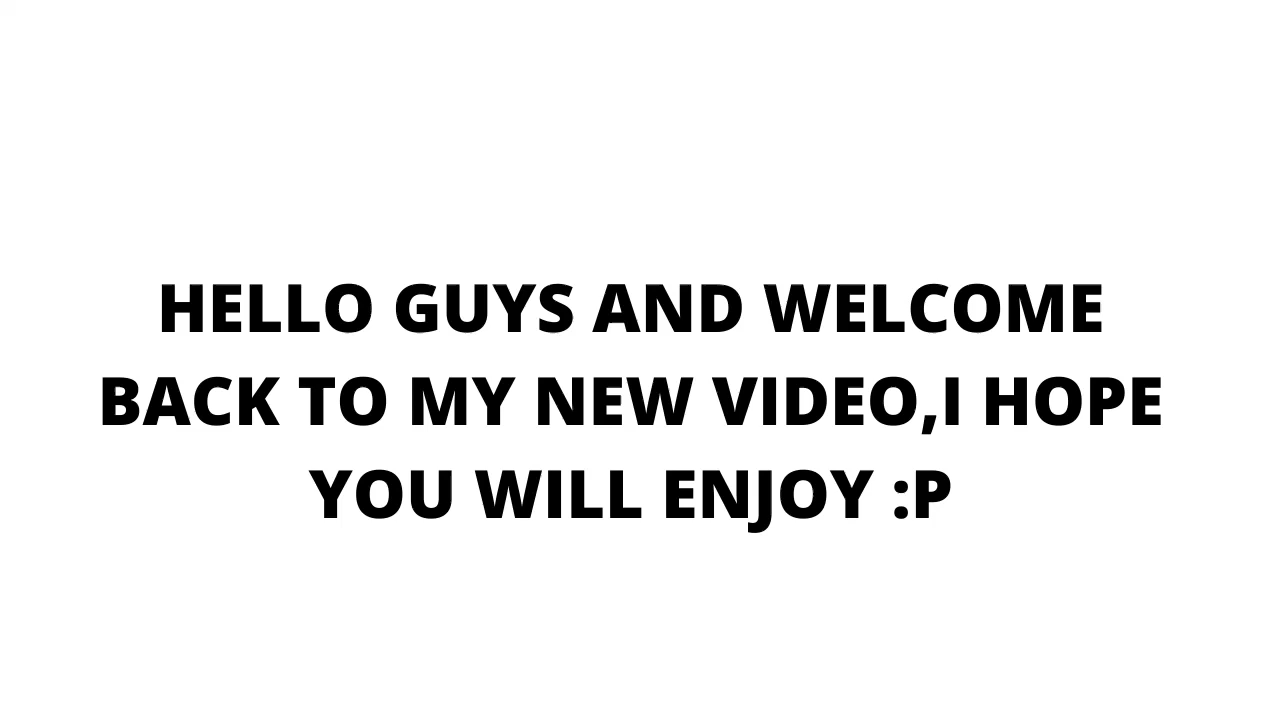 HELLO GUYS AND WELCOME
BACK TO MY NEW VIDEO,I HOPE
YOU WILL ENJOY :P